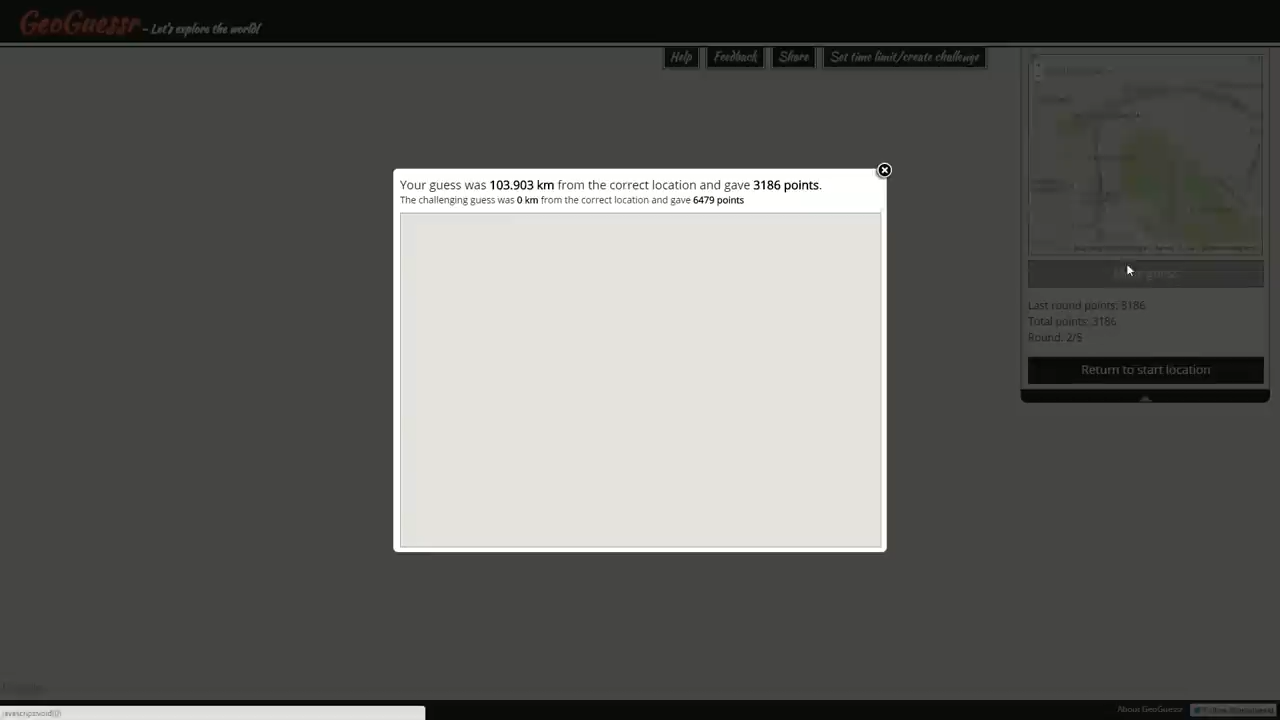 GeoGuessr – Let's explore the world!
Help
Feedback
Share
Set time limit/create challenge
Your guess was 103.903 km from the correct location and gave 3186 points.
The challenging guess was 0 km from the correct location and gave 6479 points
Last round points: 3186
Total points: 3186
Round: 2/5
Return to start location
About GeoGuessr